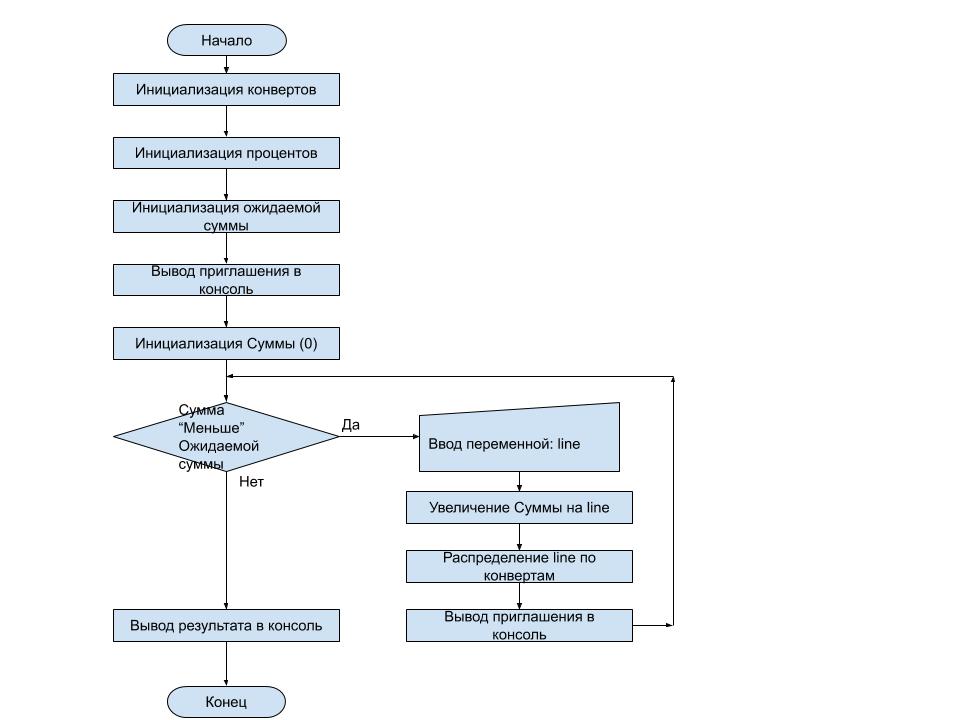 Начало
Инициализация конвертов
Инициализация процентов
Инициализация ожидаемой
суммы
Вывод приглашения в
консоль
Инициализация Суммы (0)
Сумма
“Меньше”
Ожидаемой
суммы
Да
Нет
Ввод переменной: line
Увеличение Суммы на line
Распределение line по
конвертам
Вывод приглашения в
консоль
Вывод результата в консоль
Конец